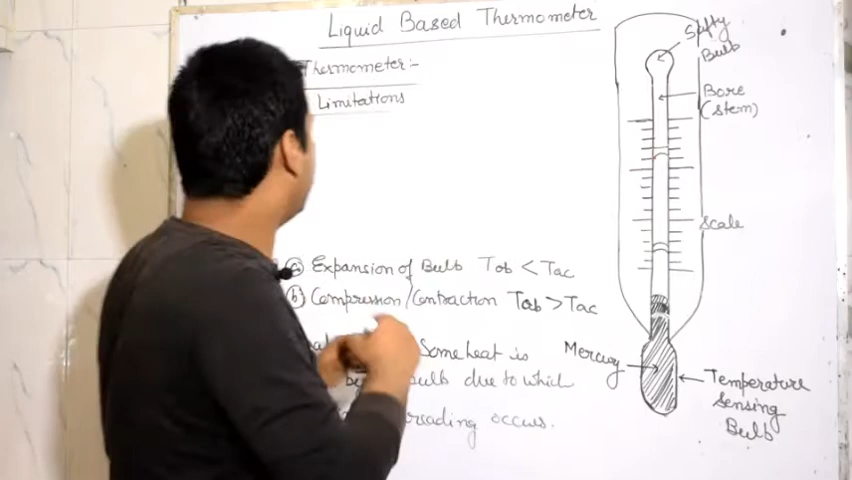 Liquid Based Thermometer
Thermometer:-
Limitations
(a) Expansion of Bulb Tob < Tac
(b) Compression/Contraction Tob > Tac
Some heat is
bulb due to which
reading occurs.
Safty
Bulb
Bore
(stem)
Scale
Mercury
Temperature
Sensing
Bulb